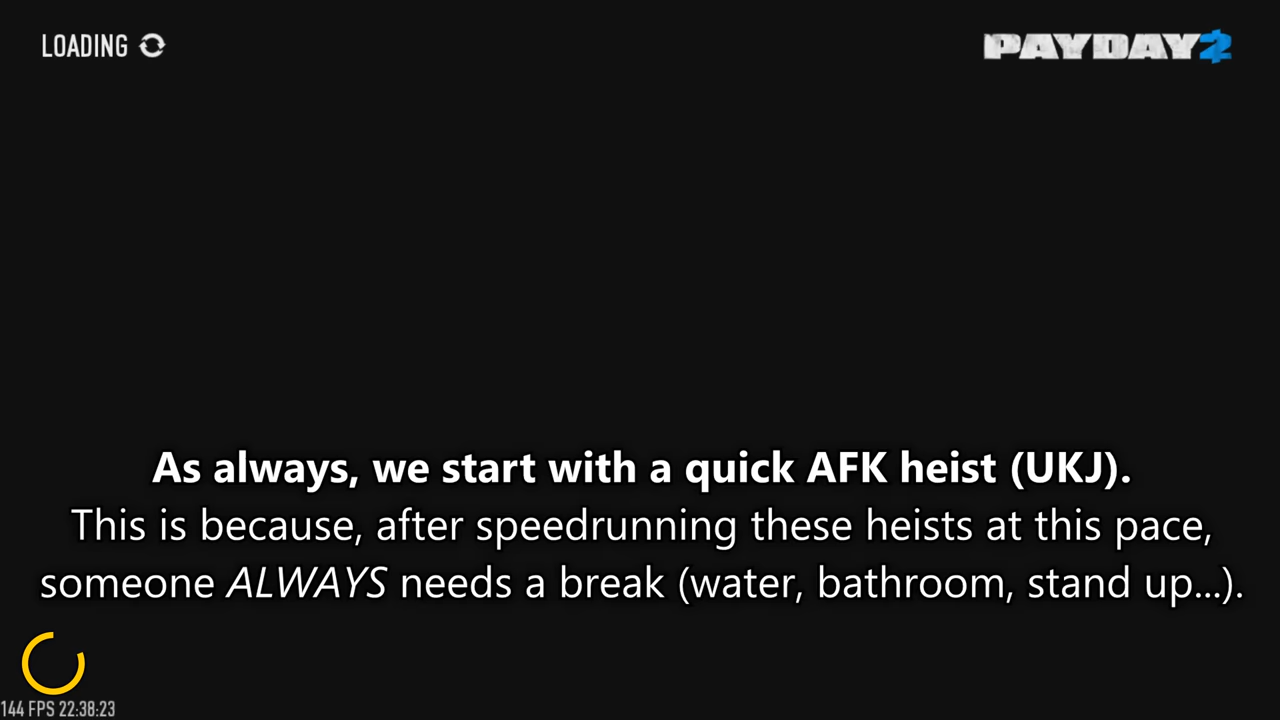 LOADING
PAYDAY2
As always, we start with a quick AFK heist (UKJ).
This is because, after speedrunning these heists at this pace,
someone ALWAYS needs a break (water, bathroom, stand up...).
144 FPS 22:38:23